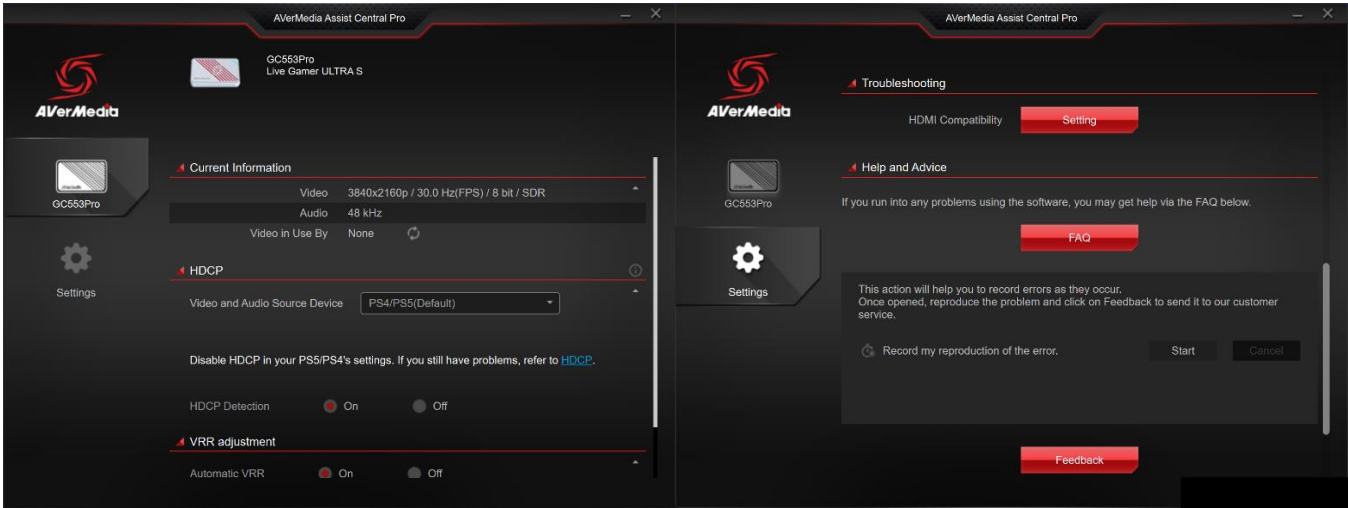 AVerMedia Assist Central Pro
AVerMedia
GC553Pro
Live Gamer ULTRA S
GC553Pro
Settings
Current Information
Video 3840x2160p / 30.0 Hz(FPS) / 8 bit / SDR
Audio 48 kHz
Video in Use By None
HDCP
Video and Audio Source Device PS4/PS5(Default)
Disable HDCP in your PS5/PS4's settings. If you still have problems, refer to HDCP.
HDCP Detection On Off
VRR adjustment
Automatic VRR On Off
AVerMedia Assist Central Pro
AVerMedia
GC553Pro
Settings
Troubleshooting
HDMI Compatibility Setting
Help and Advice
If you run into any problems using the software, you may get help via the FAQ below.
FAQ
This action will help you to record errors as they occur.
Once opened, reproduce the problem and click on Feedback to send it to our customer
service.
Record my reproduction of the error. Start Cancel
Feedback